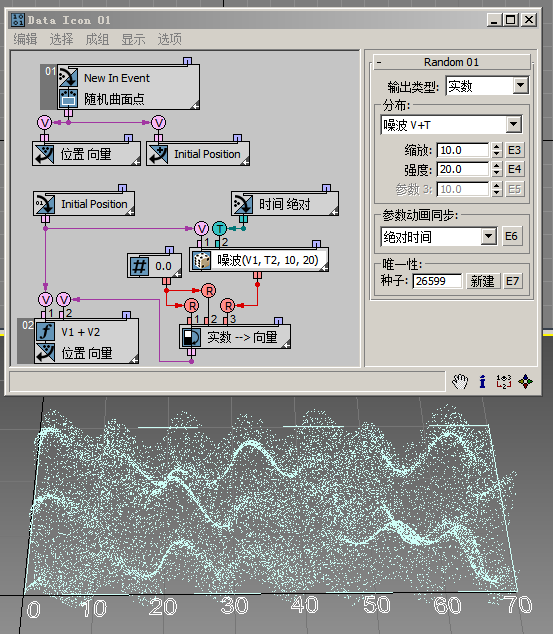 Data Icon 01
编辑 选择 成组 显示 选项
01
New In Event
随机曲面点
V V
位置 向量
Initial Position
Initial Position
时间 绝对
V T
1 2
# 0.0
噪波(V1, T2, 10, 20)
R
V V R R
1 2 1 2 3
02
V1 + V2
位置 向量
实数 --> 向量
- Random 01
输出类型: 实数
分布:
噪波 V+T
缩放: 10.0 E3
强度: 20.0 E4
参数 3: 10.0 E5
参数动画同步:
绝对时间 E6
唯一性:
种子: 26599 新建 E7
0 10 20 30 40 50 60 70